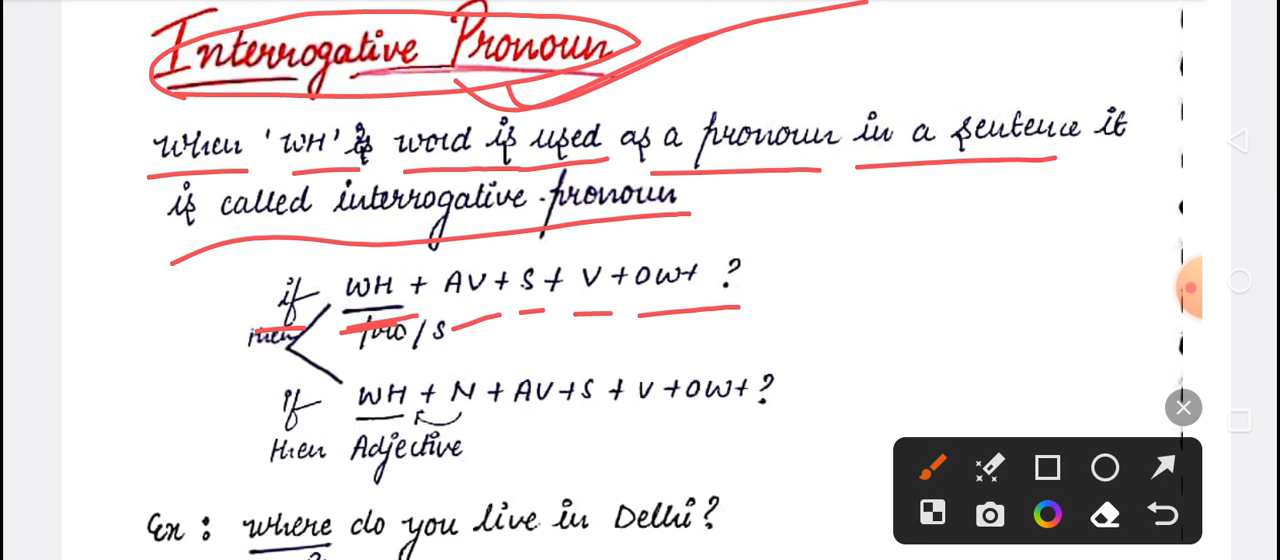 Interrogative Pronoun
When 'WH' word is used as a pronoun in a sentence it
is called interrogative pronoun
if WH + AV + S + V + OW+ ?
then pro/S
if WH + N + AV + S + V + OW+ ?
then Adjective
Ex : where do you live in Delhi?